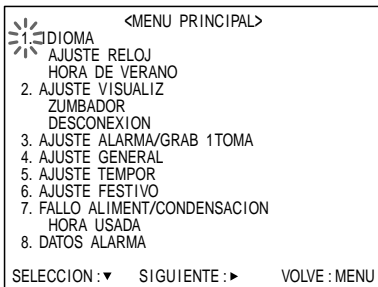 <MENU PRINCIPAL>
1. IDIOMA
AJUSTE RELOJ
HORA DE VERANO
2. AJUSTE VISUALIZ
ZUMBADOR
DESCONEXION
3. AJUSTE ALARMA/GRAB 1TOMA
4. AJUSTE GENERAL
5. AJUSTE TEMPOR
6. AJUSTE FESTIVO
7. FALLO ALIMENT/CONDENSACION
HORA USADA
8. DATOS ALARMA
SELECCION :▼ SIGUIENTE :► VOLVE : MENU